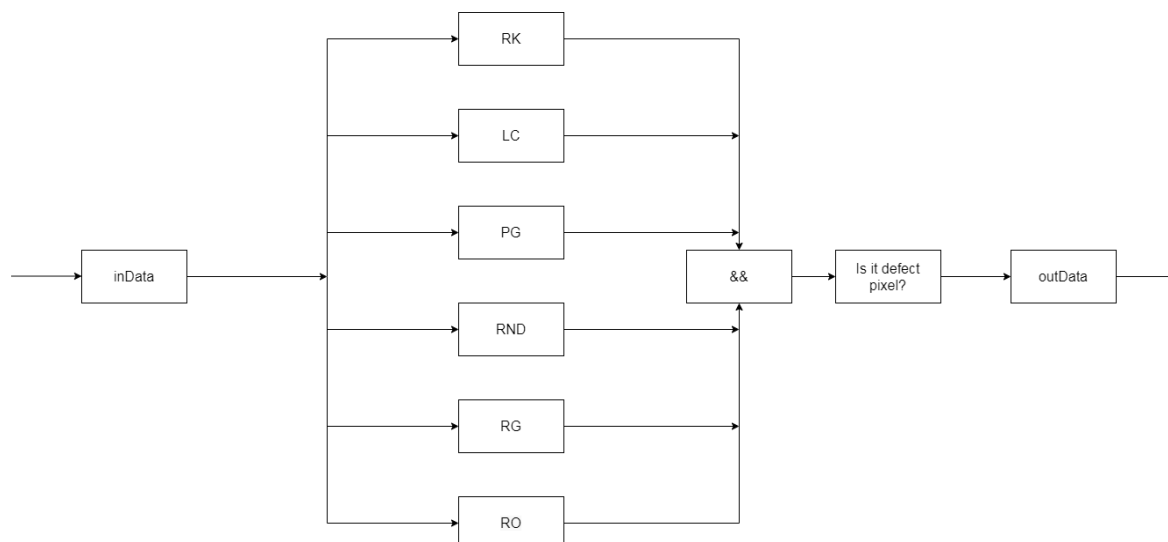 RK
LC
PG
inData
&&
Is it defect
pixel?
outData
RND
RG
RO